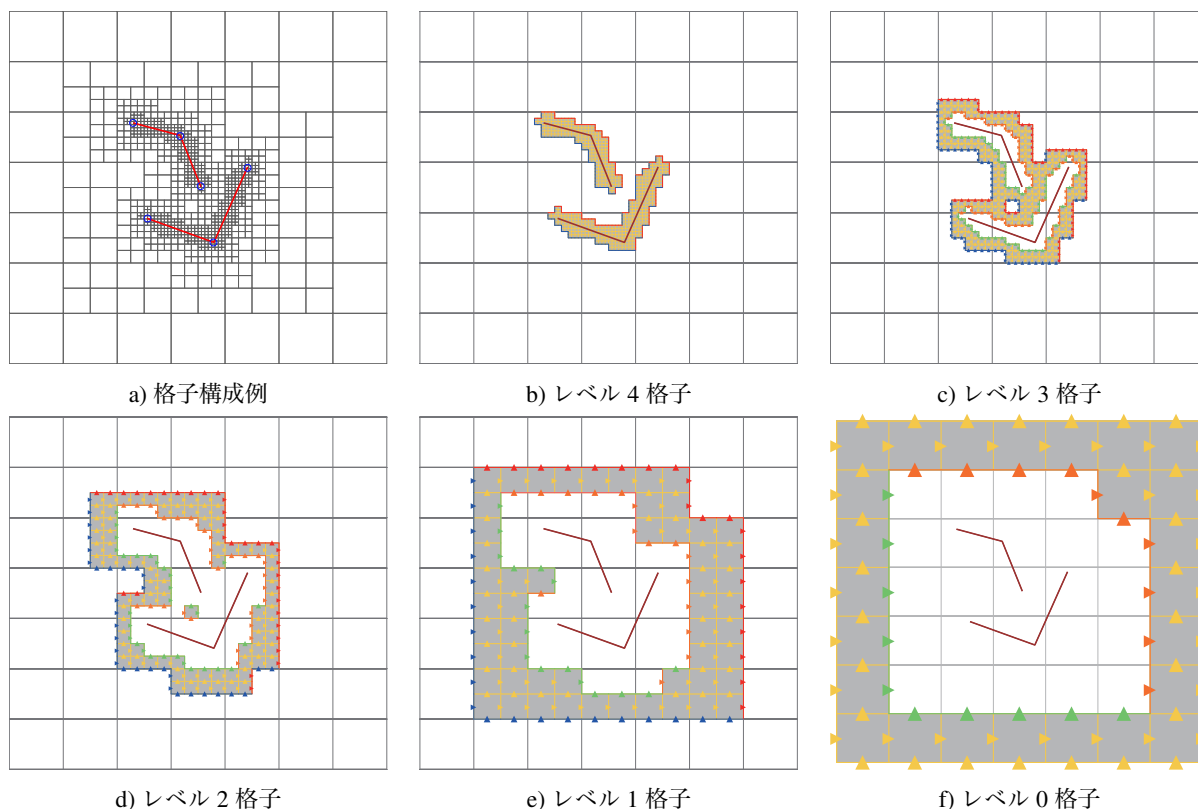 a) 格子構成例
b) レベル 4 格子
c) レベル 3 格子
d) レベル 2 格子
e) レベル 1 格子
f) レベル 0 格子